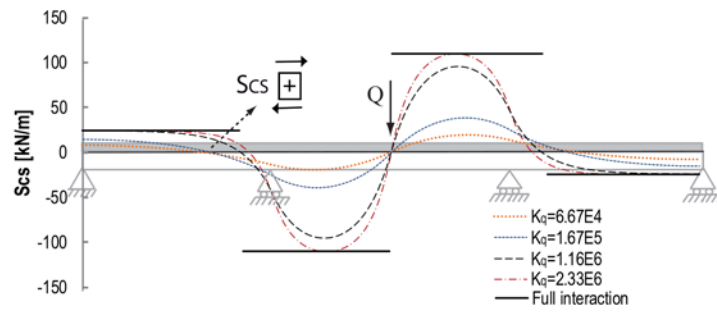 150
100
50
0
-50
-100
-150
Scs [kN/m]
Scs +
Q
Kq=6.67E4
Kq=1.67E5
Kq=1.16E6
Kq=2.33E6
Full interaction